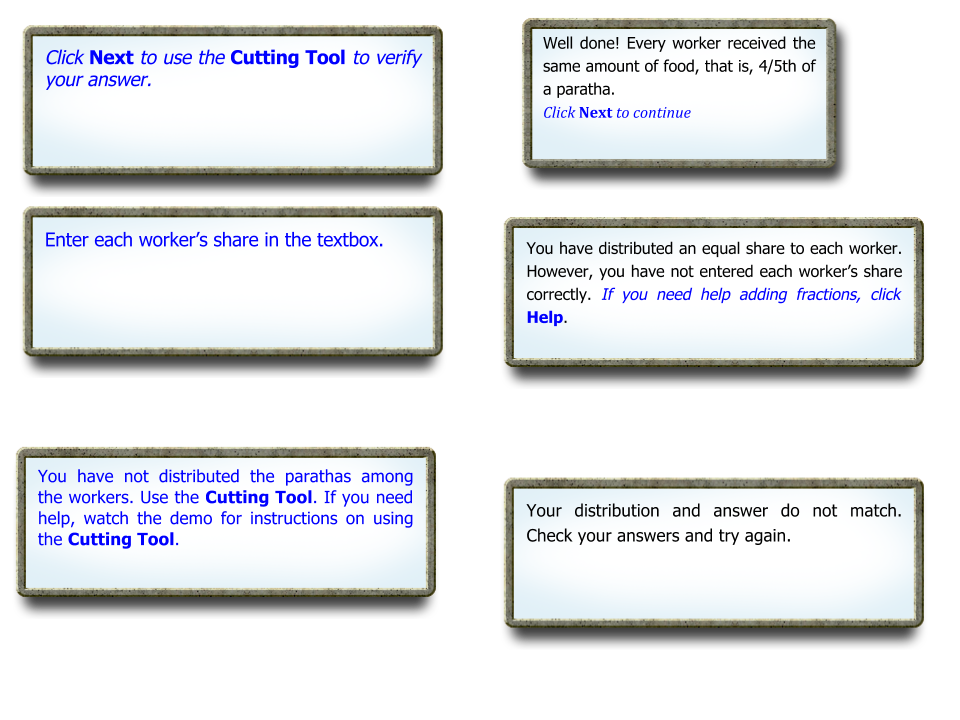 Click Next to use the Cutting Tool to verify
your answer.
Well done! Every worker received the
same amount of food, that is, 4/5th of
a paratha.
Click Next to continue
Enter each worker’s share in the textbox.
You have distributed an equal share to each worker.
However, you have not entered each worker’s share
correctly. If you need help adding fractions, click
Help.
You have not distributed the parathas among
the workers. Use the Cutting Tool. If you need
help, watch the demo for instructions on using
the Cutting Tool.
Your distribution and answer do not match.
Check your answers and try again.